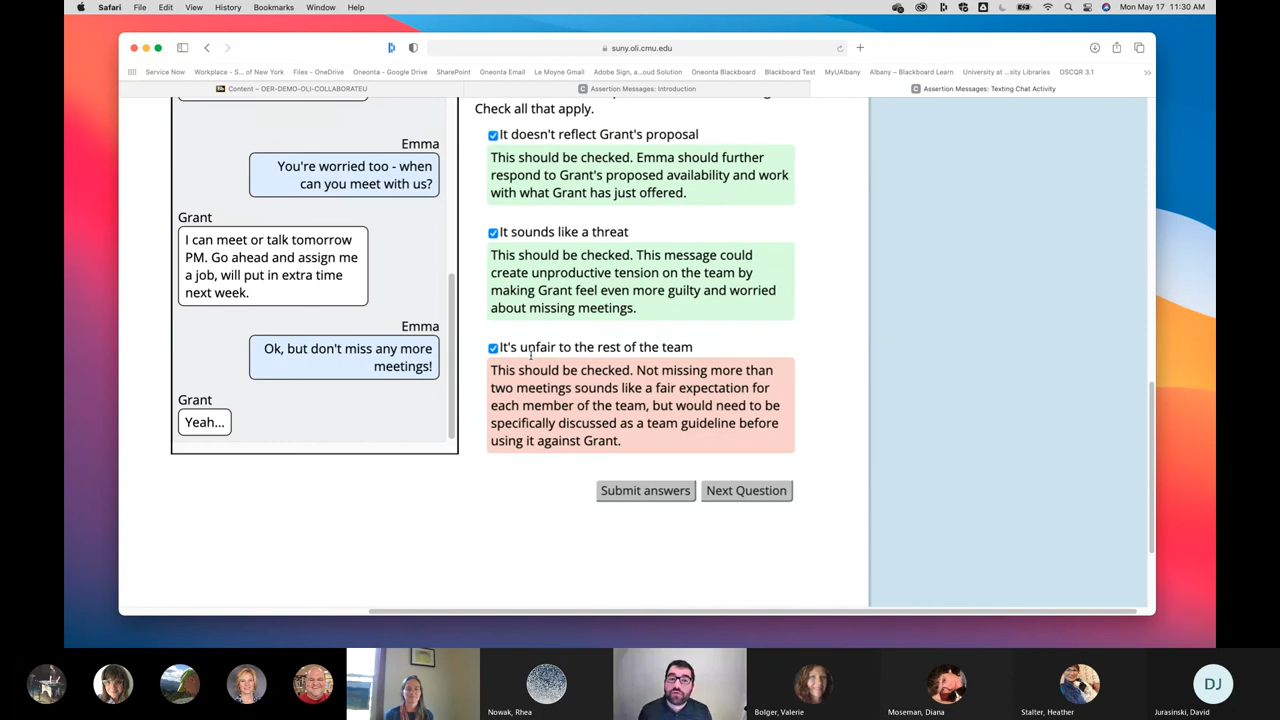 Safari File Edit View History Bookmarks Window Help
Mon May 17 11:30 AM
suny.oli.cmu.edu
Service Now Workplace - S... of New York Files - OneDrive Oneonta - Google Drive SharePoint Oneonta Email Le Moyne Gmail Adobe Sign, a...oud Solution Oneonta Blackboard Blackboard Test MyUAlbany Albany – Blackboard Learn University at ...sity Libraries OSCQR 3.1
Content – OER-DEMO-OLI-COLLABORATEU
Assertion Messages: Introduction
Assertion Messages: Texting Chat Activity
Emma
You're worried too - when
can you meet with us?
Grant
I can meet or talk tomorrow
PM. Go ahead and assign me
a job, will put in extra time
next week.
Emma
Ok, but don't miss any more
meetings!
Grant
Yeah...
Check all that apply.
It doesn't reflect Grant's proposal
This should be checked. Emma should further
respond to Grant's proposed availability and work
with what Grant has just offered.
It sounds like a threat
This should be checked. This message could
create unproductive tension on the team by
making Grant feel even more guilty and worried
about missing meetings.
It's unfair to the rest of the team
This should be checked. Not missing more than
two meetings sounds like a fair expectation for
each member of the team, but would need to be
specifically discussed as a team guideline before
using it against Grant.
Submit answers
Next Question
DJ
Nowak, Rhea
Bolger, Valerie
Moseman, Diana
Stalter, Heather
Jurasinski, David